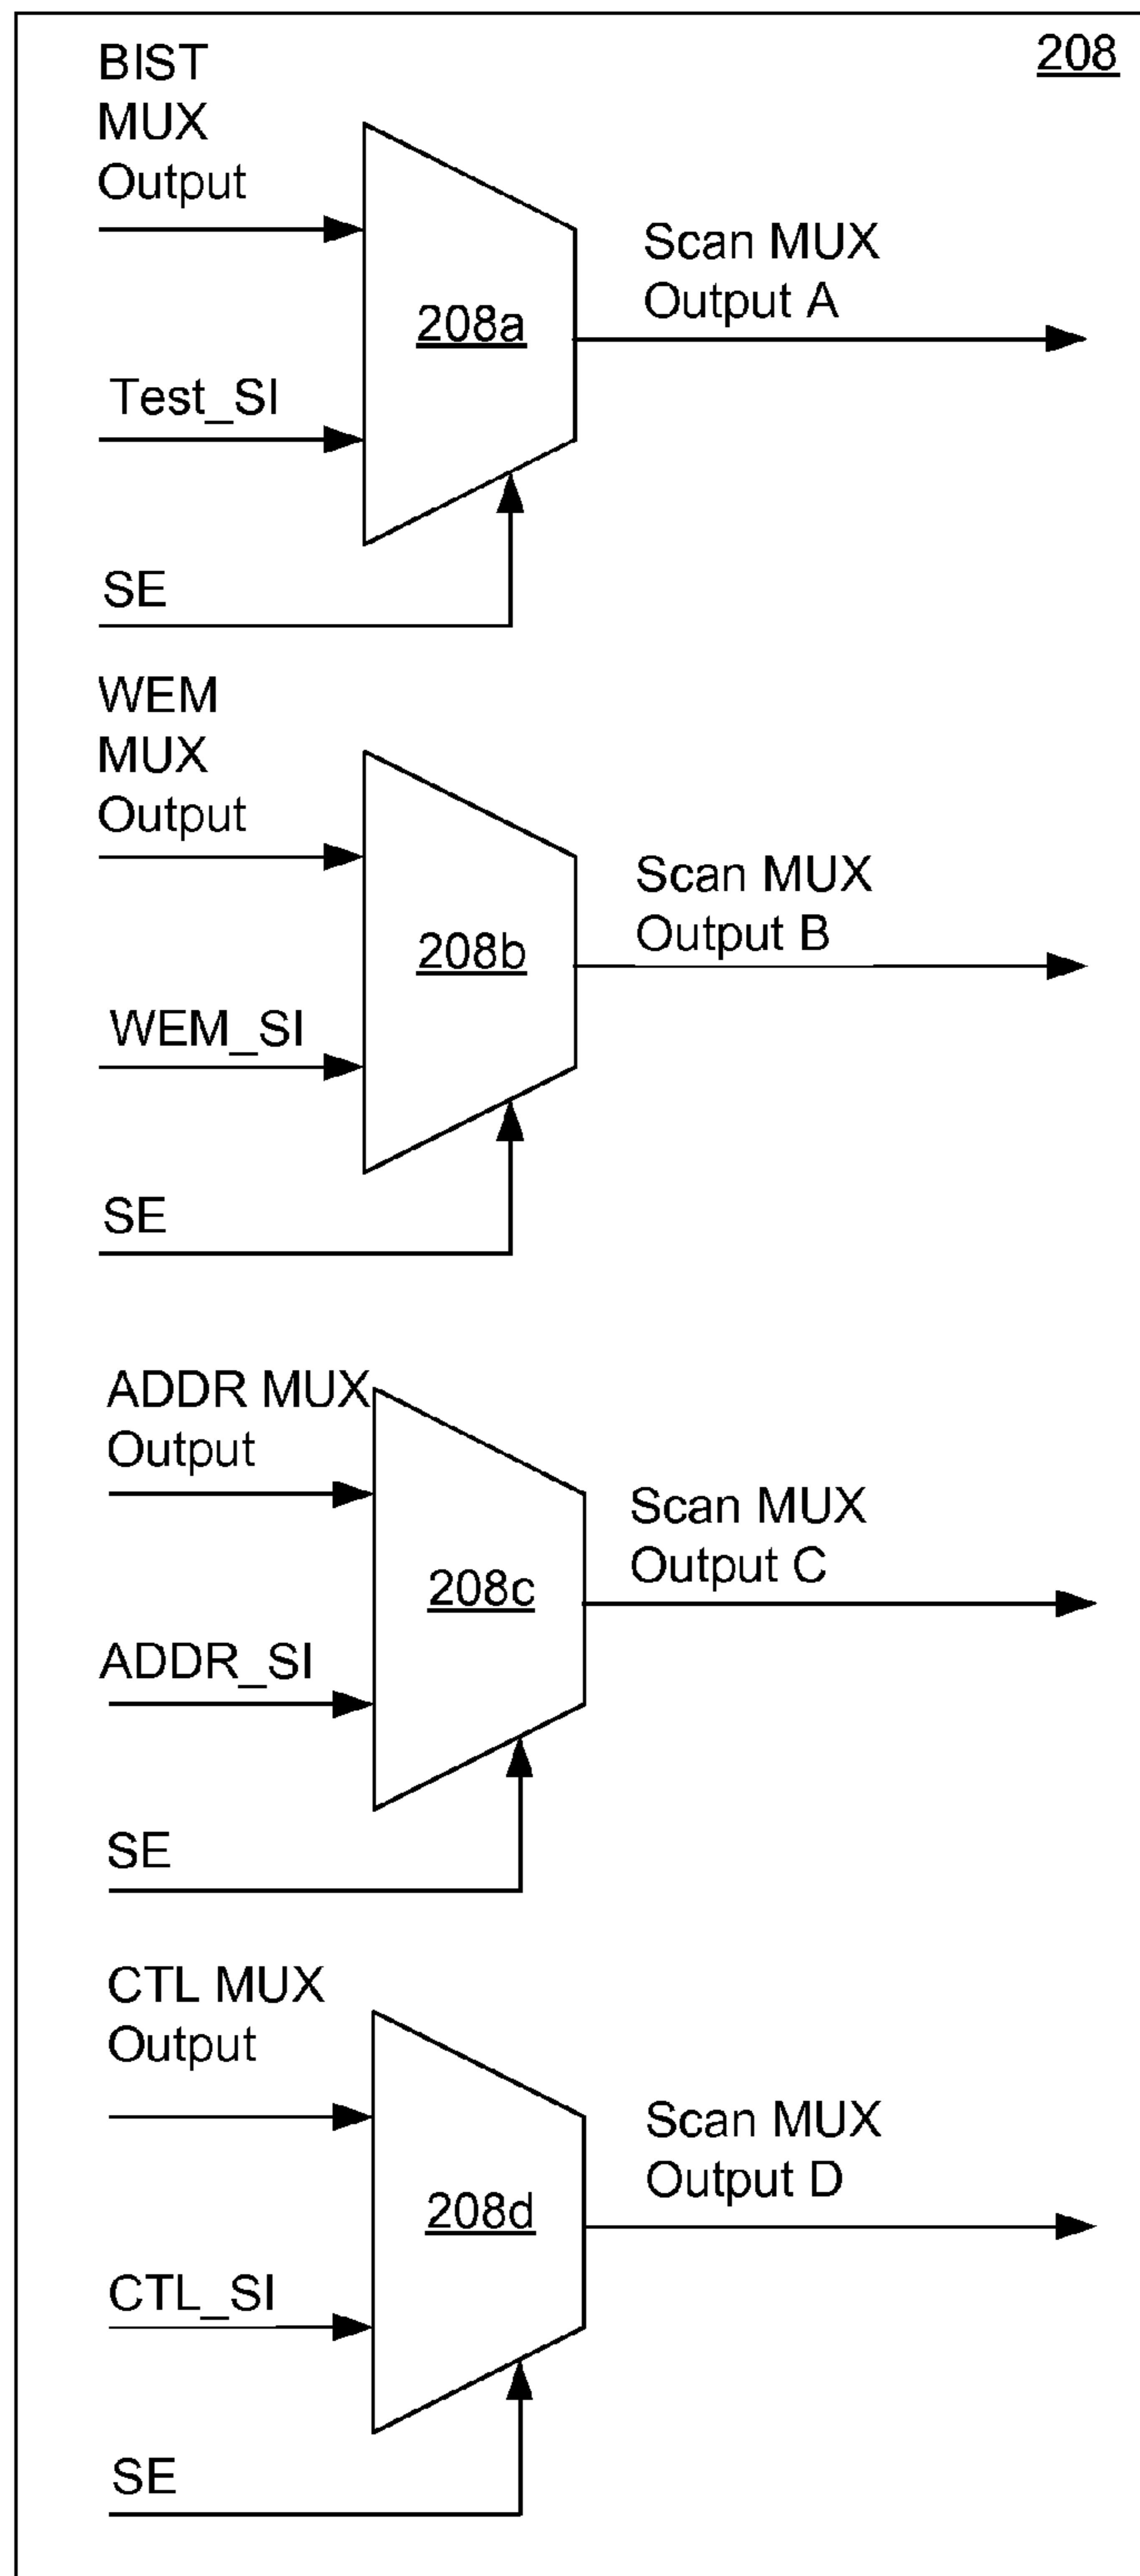 208
BIST
MUX
Output
Scan MUX
Output A
208a
Test_SI
SE
WEM
MUX
Output
Scan MUX
Output B
208b
WEM_SI
SE
ADDR MUX
Output
Scan MUX
Output C
208c
ADDR_SI
SE
CTL MUX
Output
Scan MUX
Output D
208d
CTL_SI
SE